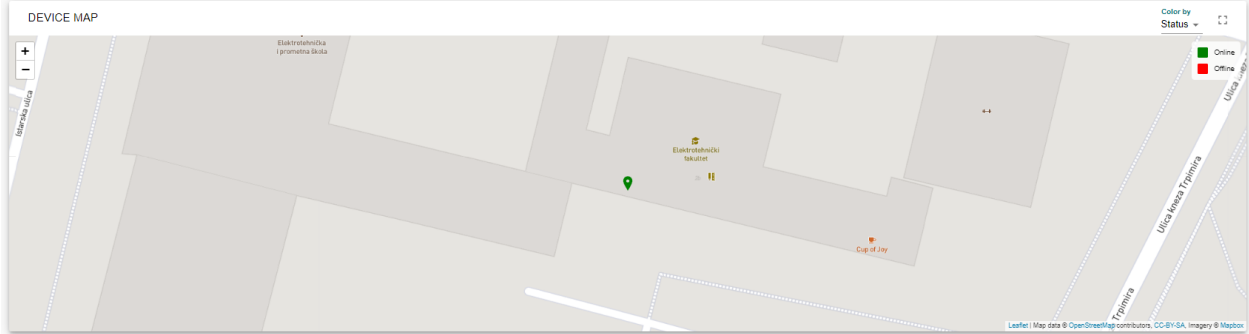 DEVICE MAP
Color by
Status
+
−
Elektrotehnička
i prometna škola
Online
Offline
Istarska ulica
Elektrotehnički
fakultet
Cup of Joy
Ulica kneza Trpimira
Leaflet | Map data © OpenStreetMap contributors, CC-BY-SA, Imagery © Mapbox